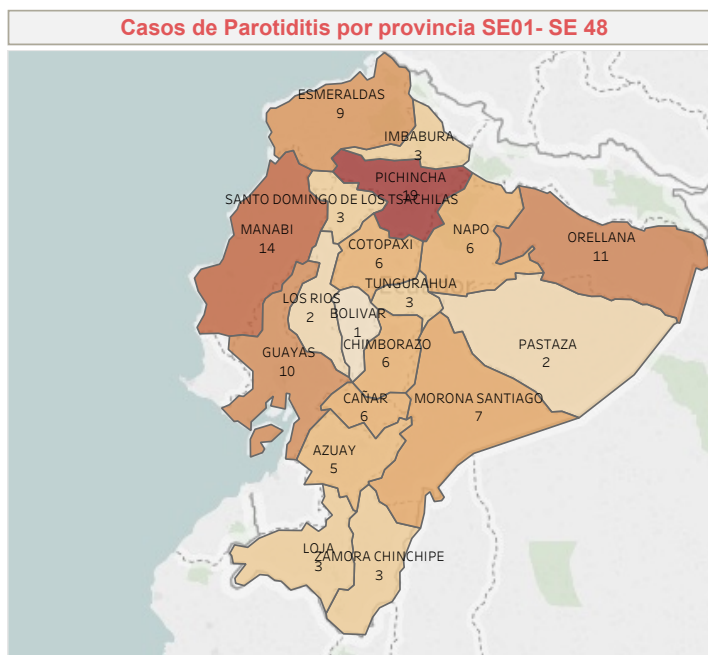 Casos de Parotiditis por provincia SE01- SE 48
ESMERALDAS
9
IMBABURA
3
PICHINCHA
19
SANTO DOMINGO DE LOS TSACHILAS
3
MANABI
14
COTOPAXI
6
NAPO
6
ORELLANA
11
TUNGURAHUA
3
Ecuador
LOS RIOS
2
BOLIVAR
1
CHIMBORAZO
6
PASTAZA
2
GUAYAS
10
CAÑAR
6
MORONA SANTIAGO
7
AZUAY
5
LOJA
3
ZAMORA CHINCHIPE
3